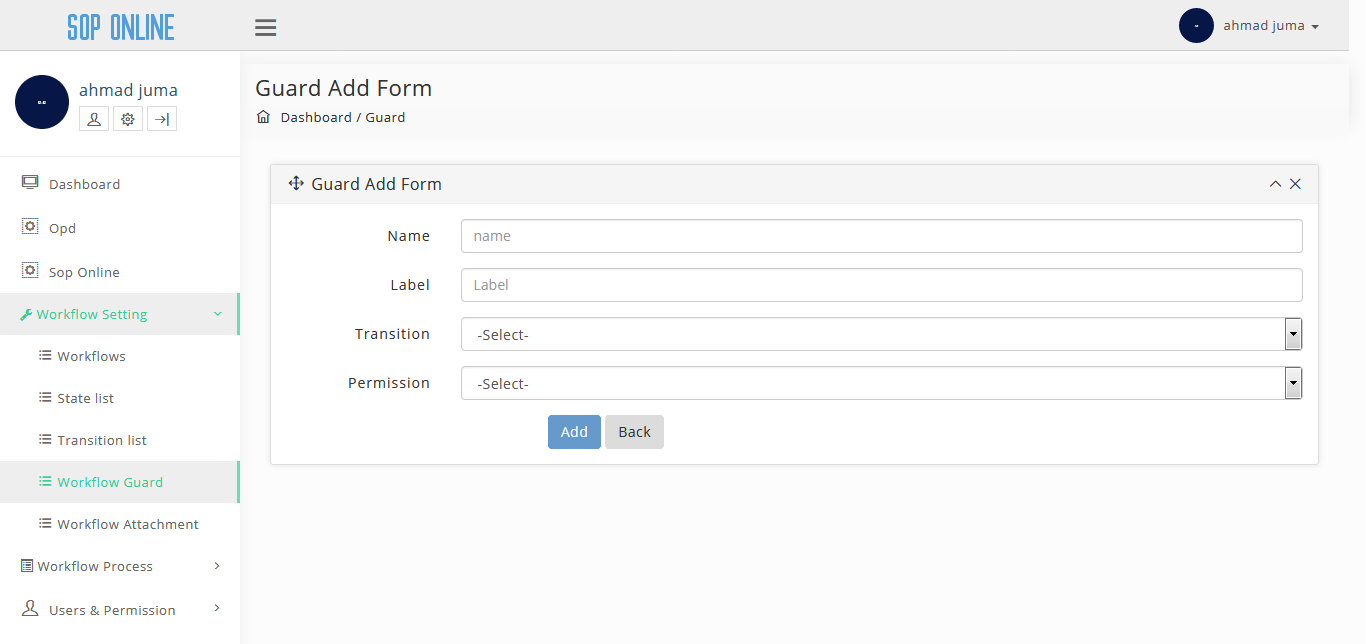 SOP ONLINE
ahmad juma
ahmad juma
Guard Add Form
Dashboard / Guard
Dashboard
Opd
Sop Online
Workflow Setting
Workflows
State list
Transition list
Workflow Guard
Workflow Attachment
Workflow Process
Users & Permission
Guard Add Form
Name
name
Label
Label
Transition
-Select-
Permission
-Select-
Add
Back